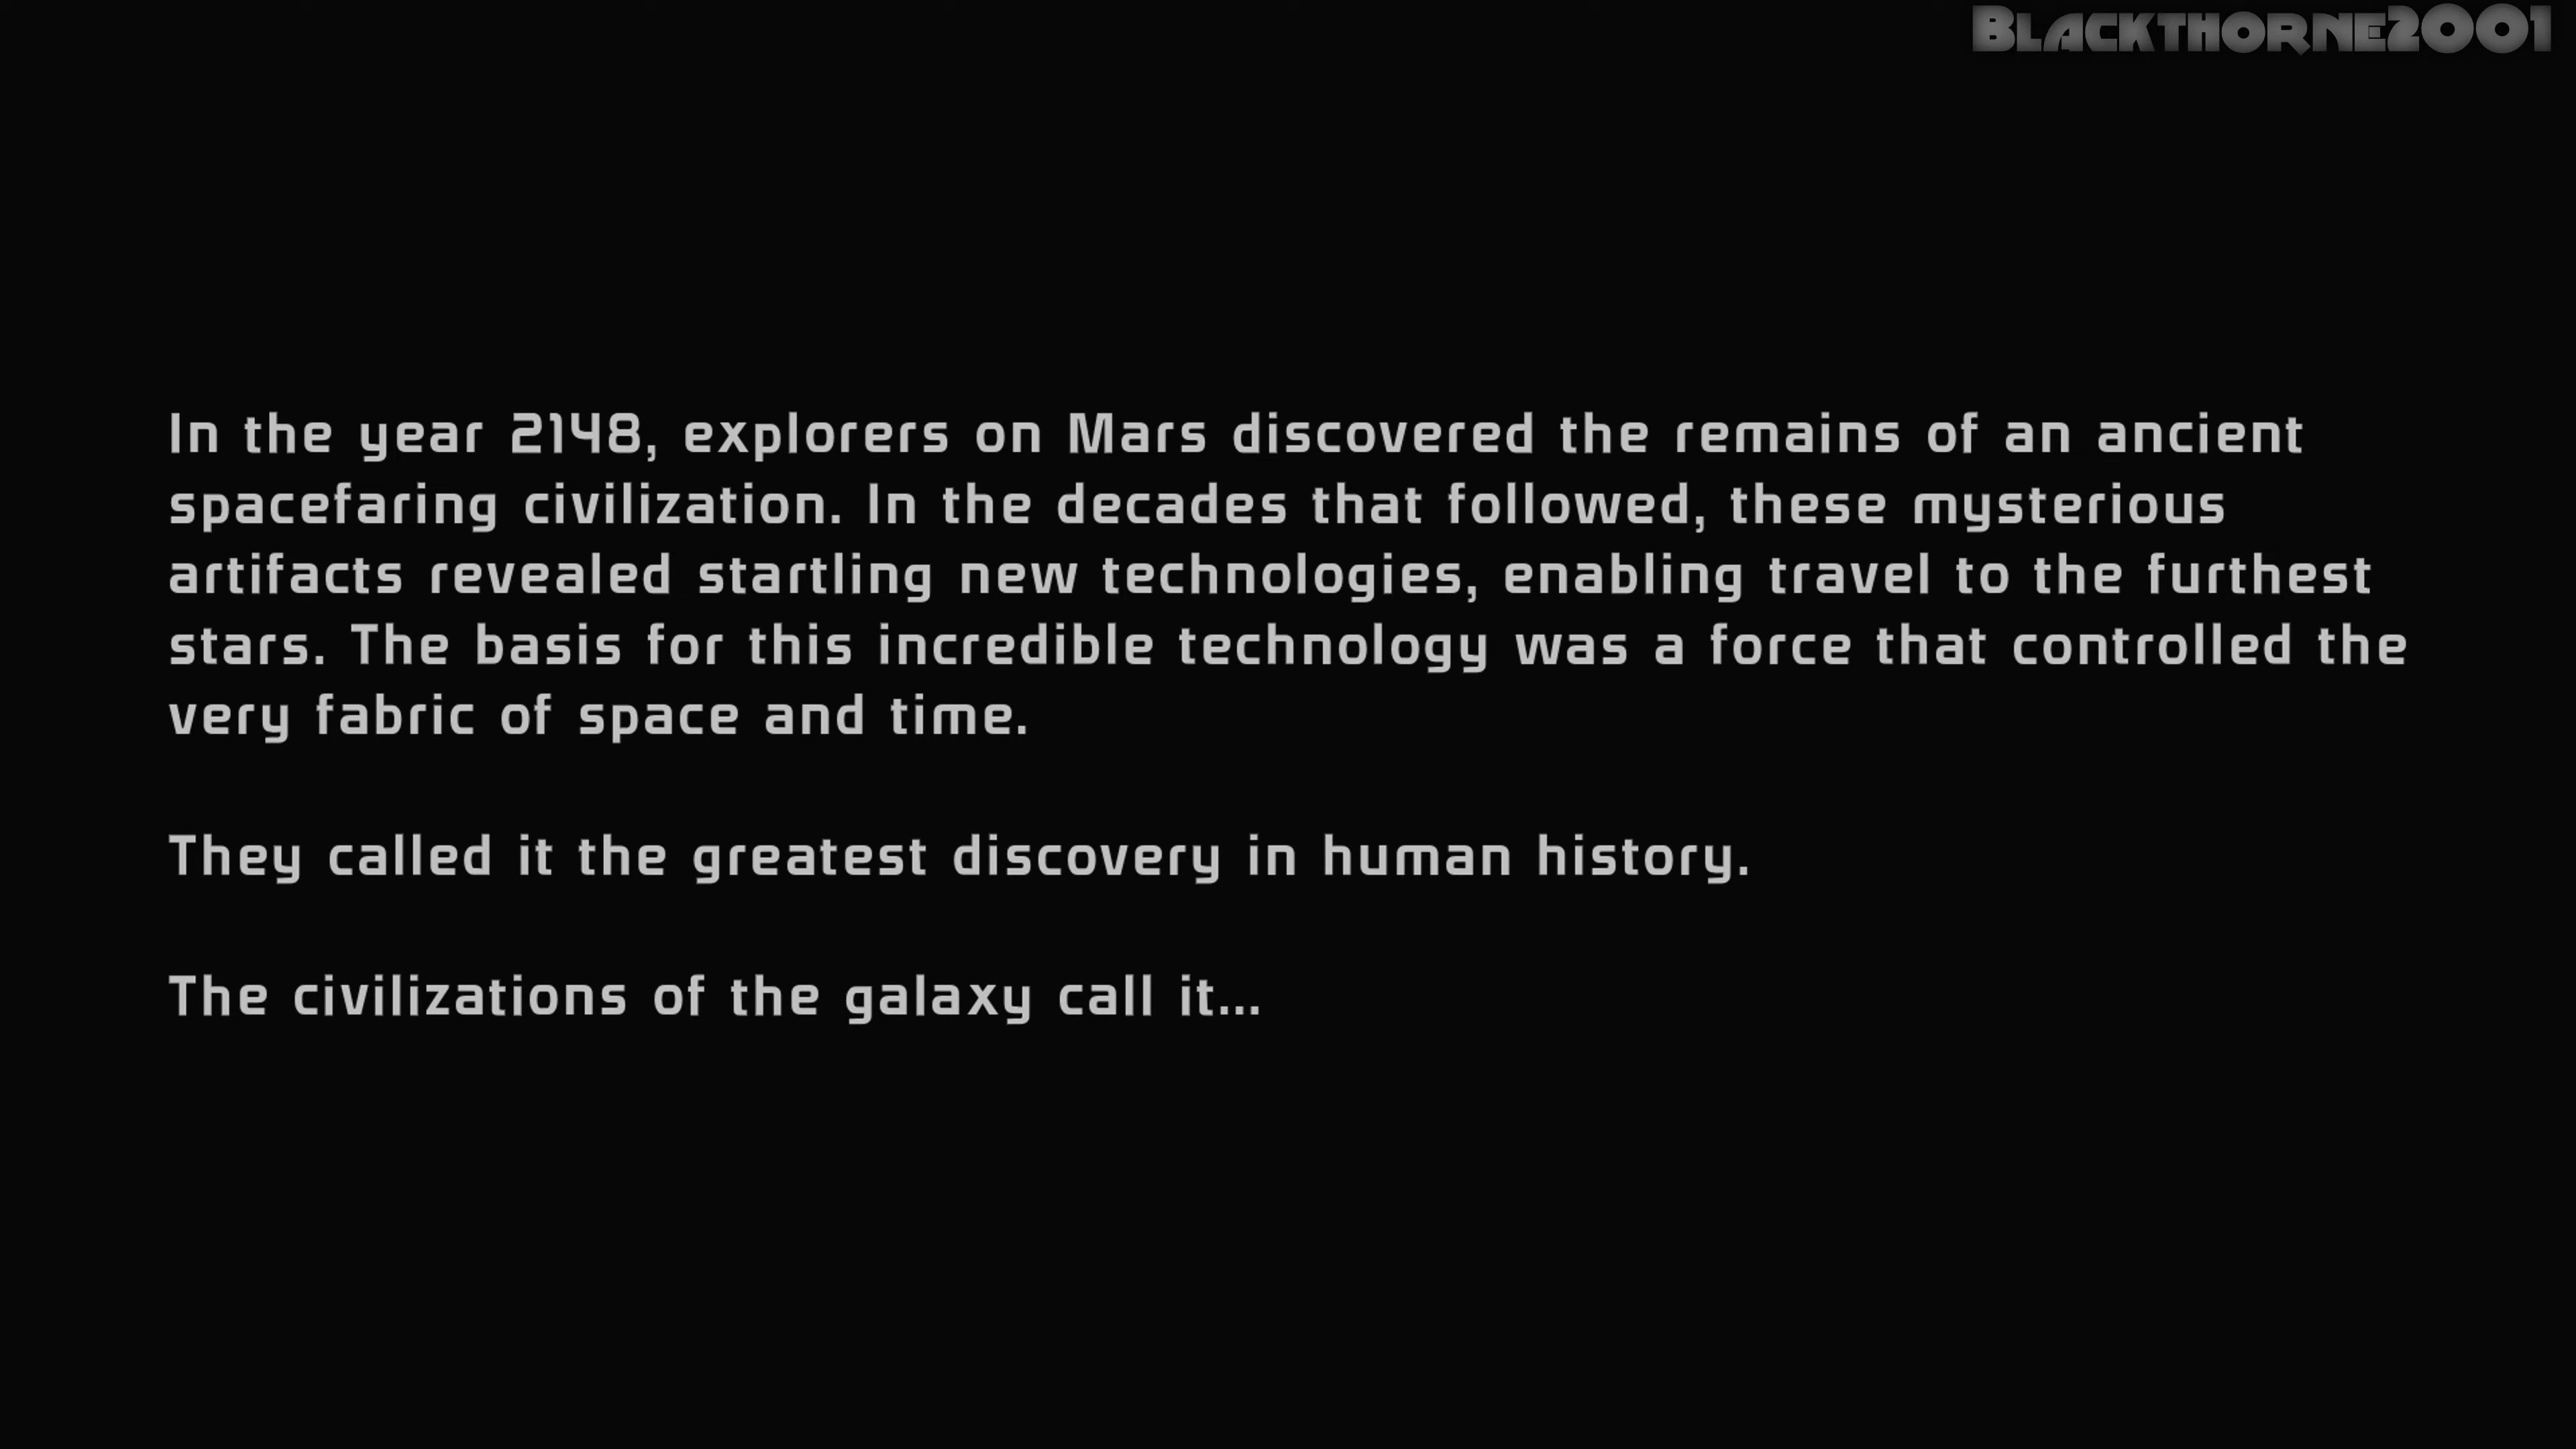 Blackthorne2001
In the year 2148, explorers on Mars discovered the remains of an ancient
spacefaring civilization. In the decades that followed, these mysterious
artifacts revealed startling new technologies, enabling travel to the furthest
stars. The basis for this incredible technology was a force that controlled the
very fabric of space and time.
They called it the greatest discovery in human history.
The civilizations of the galaxy call it...